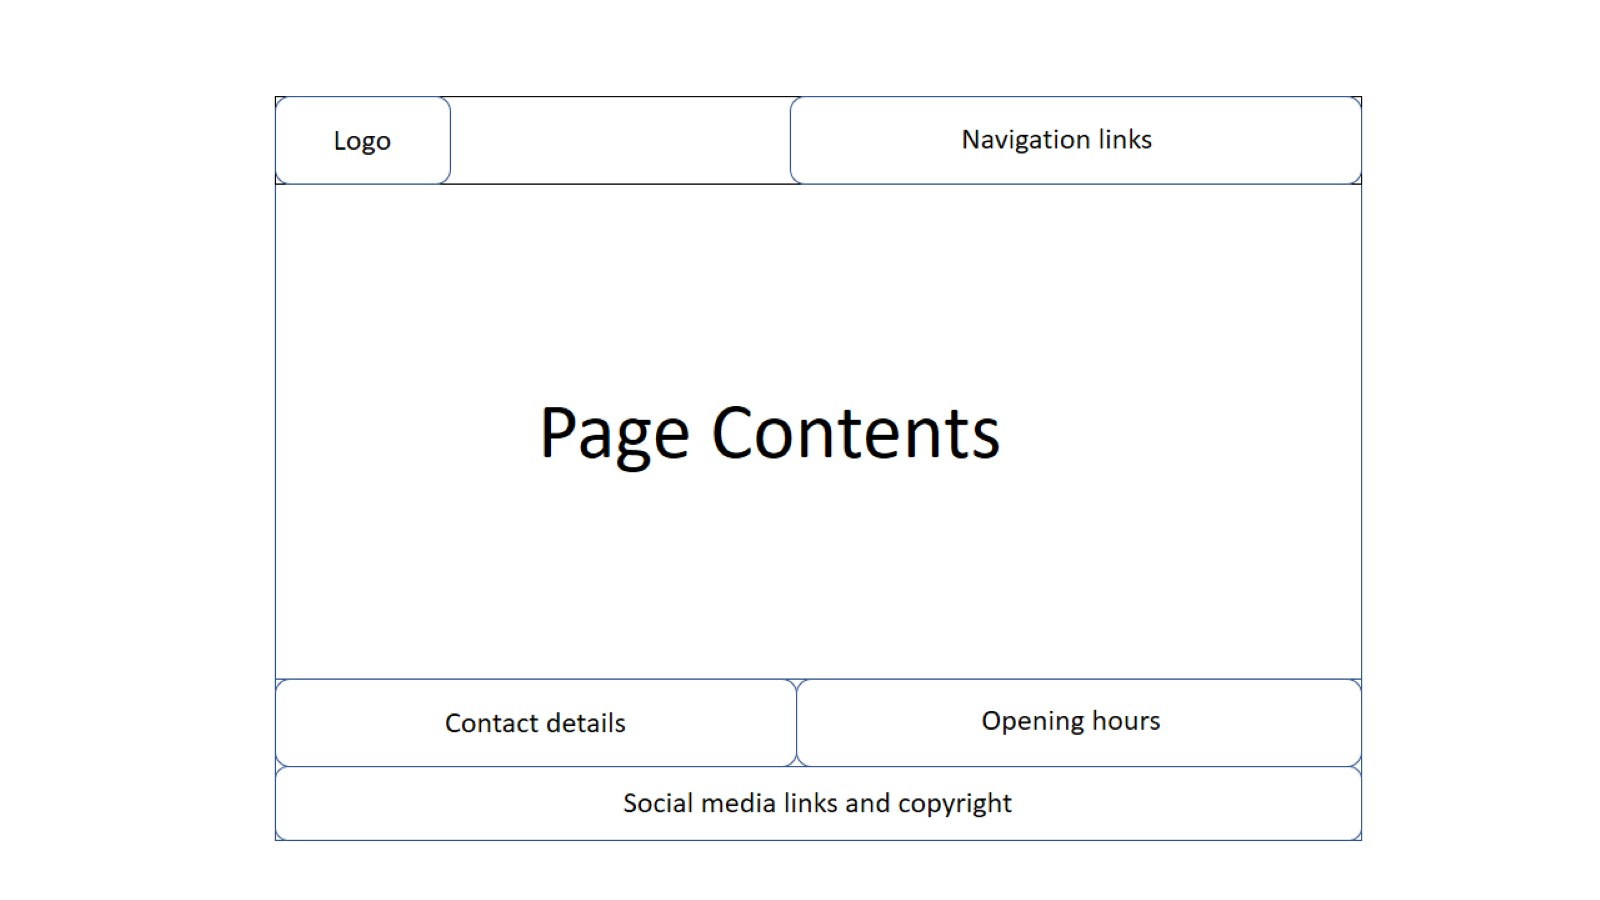 Logo
Navigation links
Page Contents
Contact details
Opening hours
Social media links and copyright